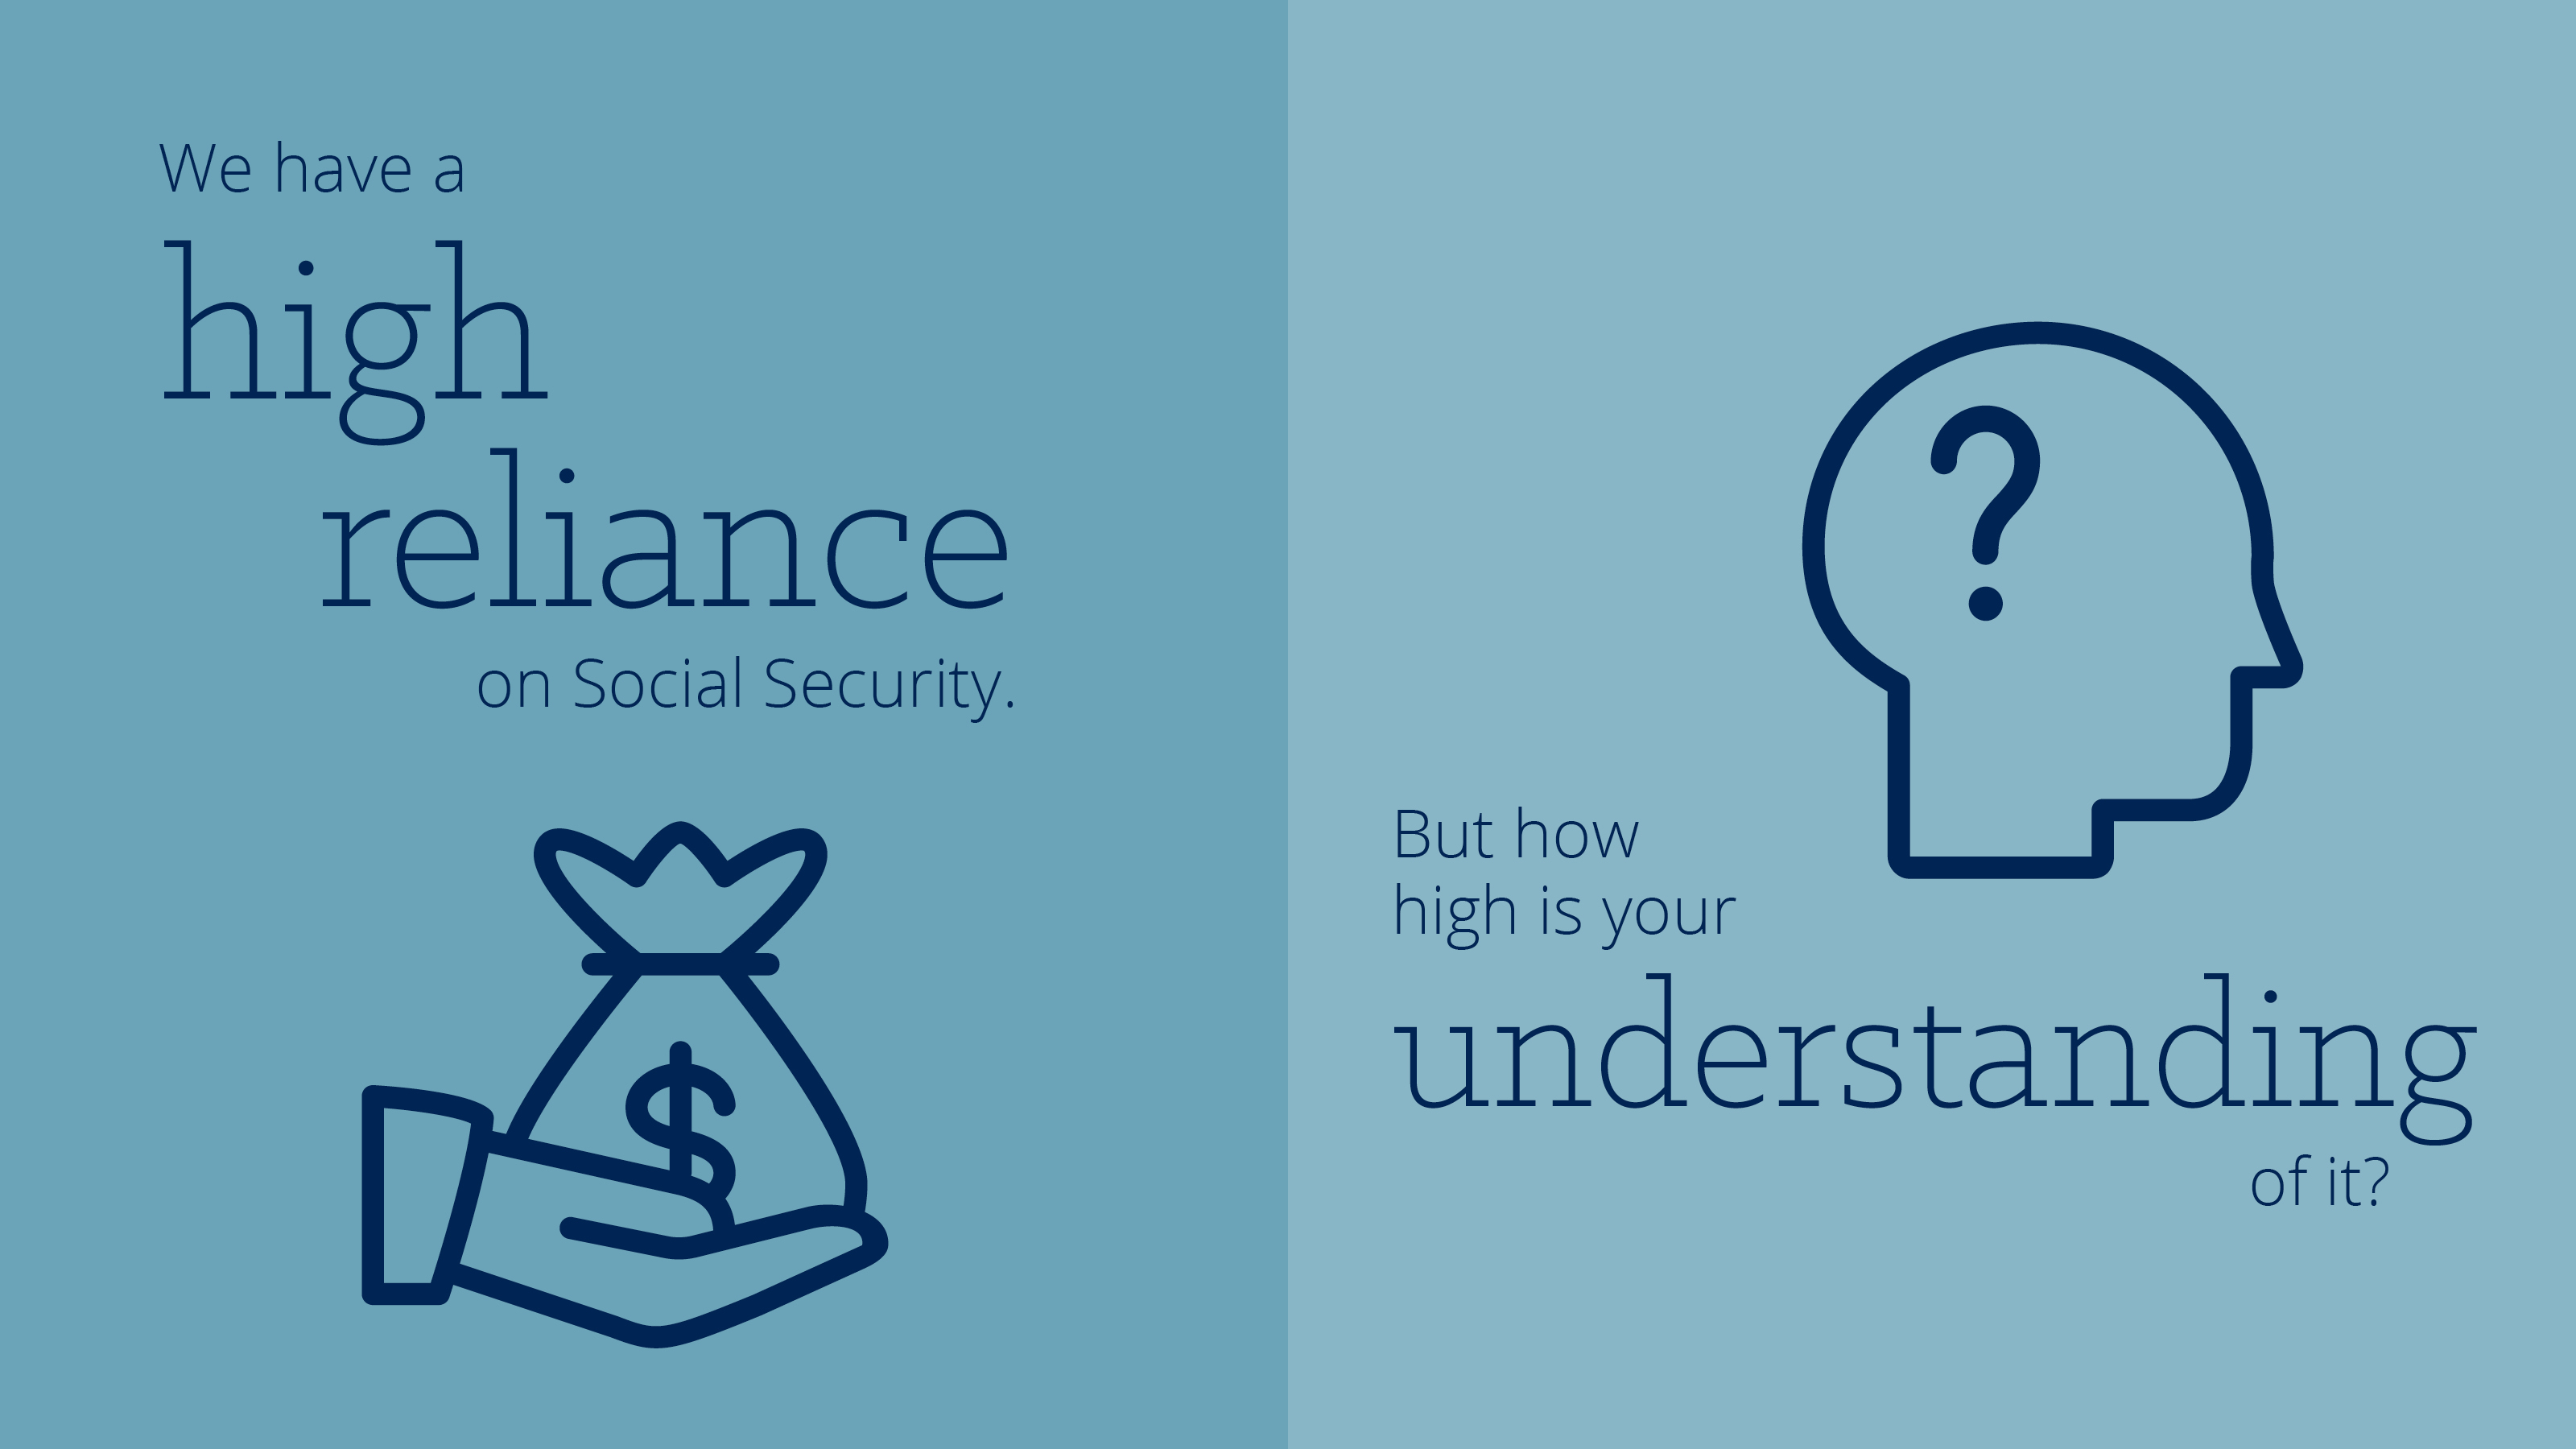 We have a
high
reliance
on Social Security.
$
?
But how
high is your
understanding
of it?